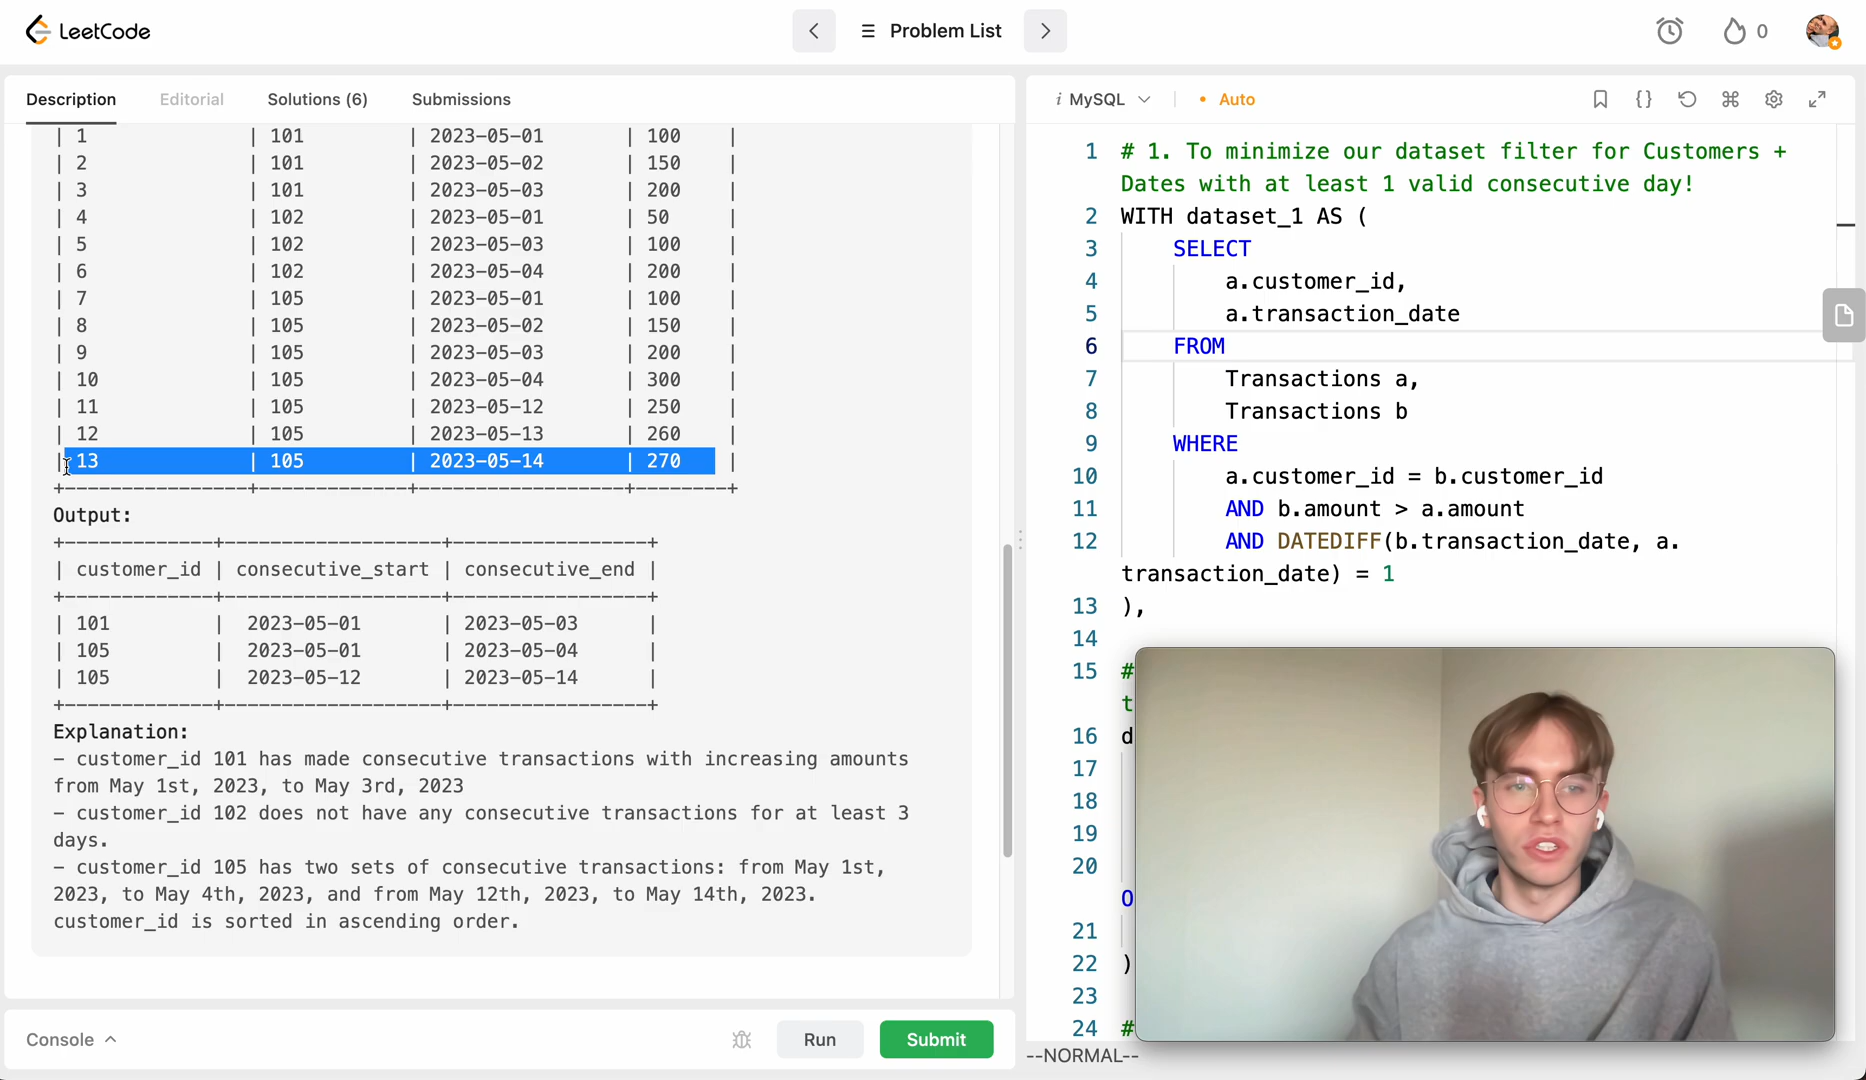 LeetCode
Problem List
0
Description Editorial Solutions (6) Submissions
| 1 | 101 | 2023-05-01 | 100 |
| 2 | 101 | 2023-05-02 | 150 |
| 3 | 101 | 2023-05-03 | 200 |
| 4 | 102 | 2023-05-01 | 50 |
| 5 | 102 | 2023-05-03 | 100 |
| 6 | 102 | 2023-05-04 | 200 |
| 7 | 105 | 2023-05-01 | 100 |
| 8 | 105 | 2023-05-02 | 150 |
| 9 | 105 | 2023-05-03 | 200 |
| 10 | 105 | 2023-05-04 | 300 |
| 11 | 105 | 2023-05-12 | 250 |
| 12 | 105 | 2023-05-13 | 260 |
| 13 | 105 | 2023-05-14 | 270 |
+----------------+-------------+------------------+--------+
Output:
+-------------+-------------------+-----------------+
| customer_id | consecutive_start | consecutive_end |
+-------------+-------------------+-----------------+
| 101 | 2023-05-01 | 2023-05-03 |
| 105 | 2023-05-01 | 2023-05-04 |
| 105 | 2023-05-12 | 2023-05-14 |
+-------------+-------------------+-----------------+
Explanation:
- customer_id 101 has made consecutive transactions with increasing amounts
from May 1st, 2023, to May 3rd, 2023
- customer_id 102 does not have any consecutive transactions for at least 3
days.
- customer_id 105 has two sets of consecutive transactions: from May 1st,
2023, to May 4th, 2023, and from May 12th, 2023, to May 14th, 2023.
customer_id is sorted in ascending order.
Console Run Submit
i MySQL • Auto
1 # 1. To minimize our dataset filter for Customers +
Dates with at least 1 valid consecutive day!
2 WITH dataset_1 AS (
3 SELECT
4 a.customer_id,
5 a.transaction_date
6 FROM
7 Transactions a,
8 Transactions b
9 WHERE
10 a.customer_id = b.customer_id
11 AND b.amount > a.amount
12 AND DATEDIFF(b.transaction_date, a.
transaction_date) = 1
13 ),
14
15 #
t
16 d
17
18
19
20
O
21
22 )
23
24 #
--NORMAL--